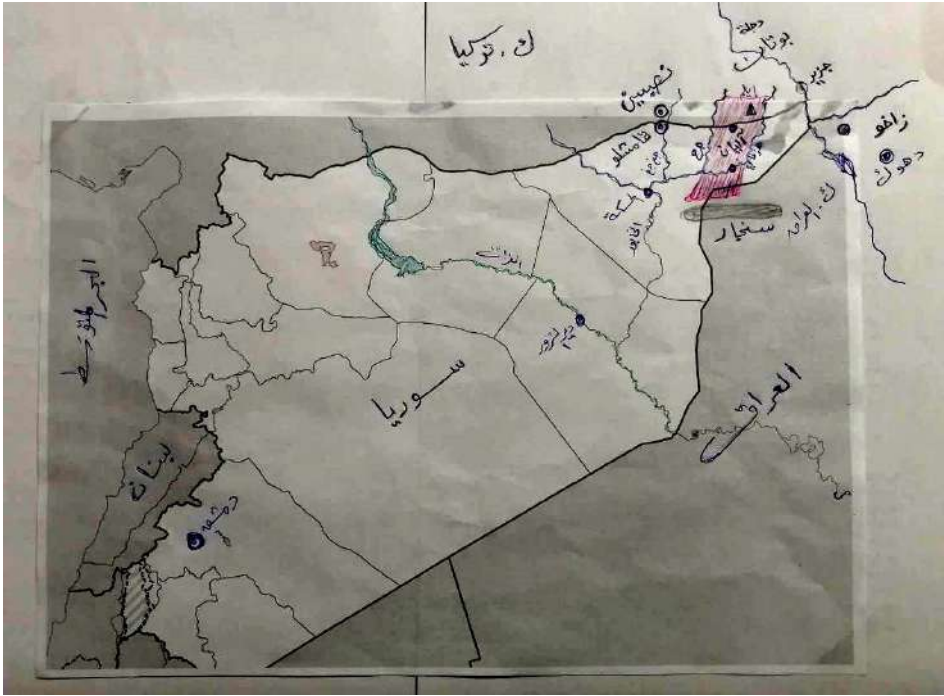 ك. تركيا
دجلة
بوتان
جزير
نصيبين
قامشلو
زاخو
دهوك
ك. العراق
سنجار
الحسكة
الخابور
الفرات
دير الزور
البحر المتوسط
سوريا
العراق
لبنان
دمشق